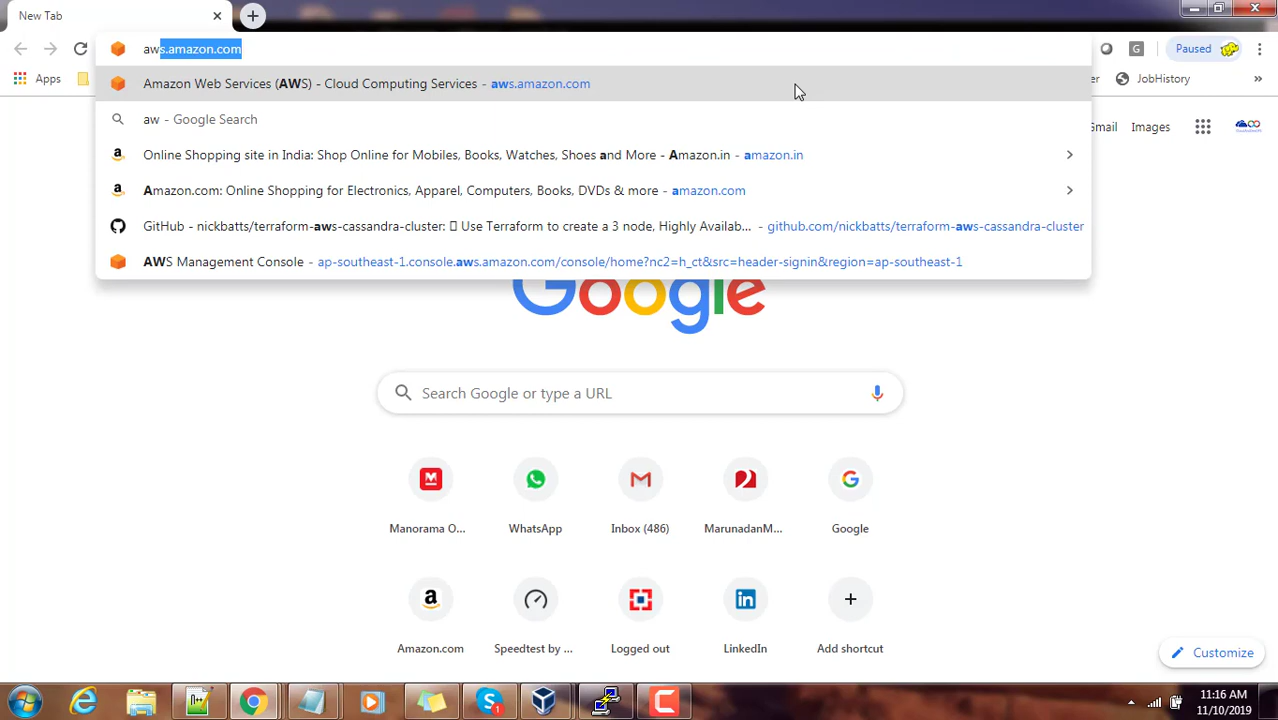 New Tab
aws.amazon.com
Paused
Amazon Web Services (AWS) - Cloud Computing Services - aws.amazon.com
er
JobHistory
»
aw - Google Search
Gmail
Images
Online Shopping site in India: Shop Online for Mobiles, Books, Watches, Shoes and More - Amazon.in - amazon.in
Amazon.com: Online Shopping for Electronics, Apparel, Computers, Books, DVDs & more - amazon.com
GitHub - nickbatts/terraform-aws-cassandra-cluster: Use Terraform to create a 3 node, Highly Availab... - github.com/nickbatts/terraform-aws-cassandra-cluster
AWS Management Console - ap-southeast-1.console.aws.amazon.com/console/home?nc2=h_ct&src=header-signin&region=ap-southeast-1
Apps
Google
Search Google or type a URL
Manorama O...
WhatsApp
Inbox (486)
MarunadanM...
Google
Amazon.com
Speedtest by ...
Logged out
LinkedIn
Add shortcut
Customize
11:16 AM
11/10/2019